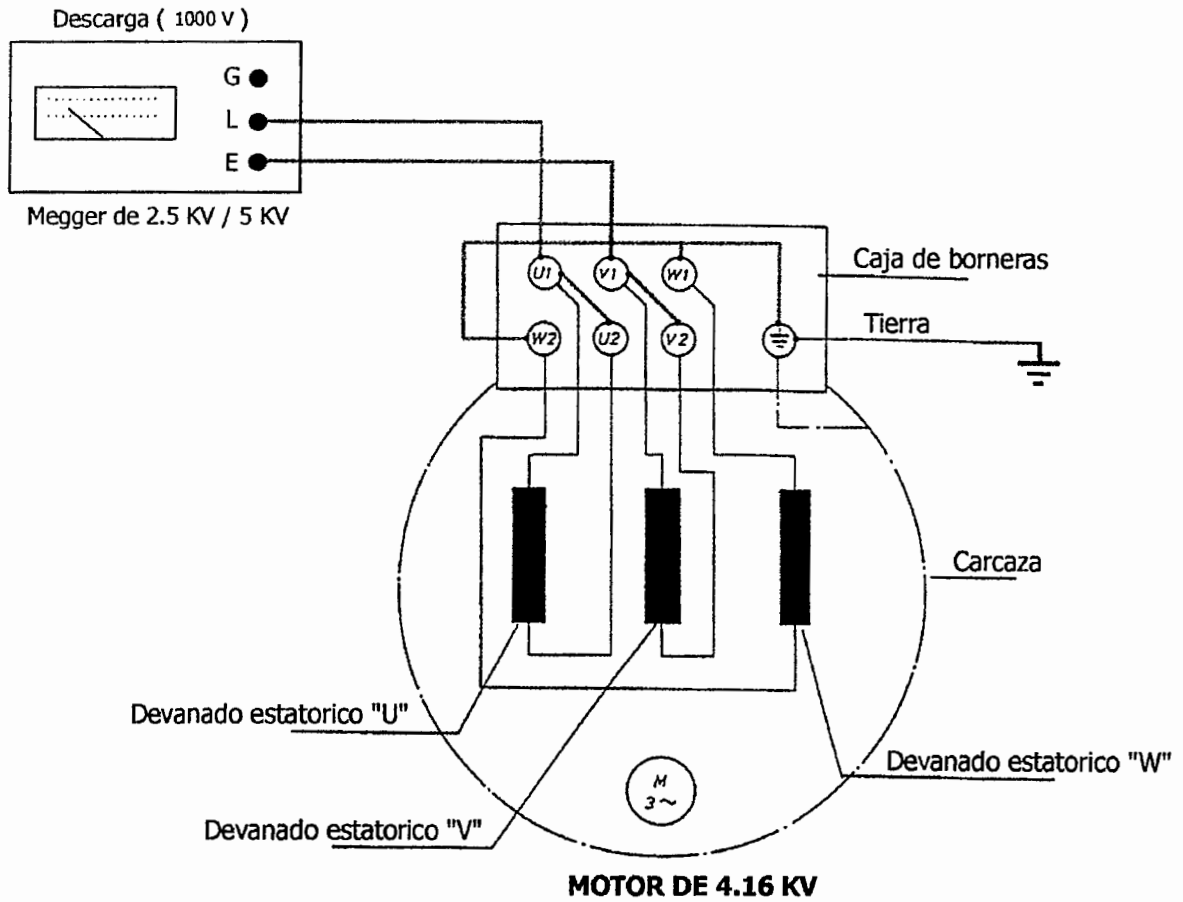 Descarga ( 1000 V )
G
L
E
Megger de 2.5 KV / 5 KV
U1
V1
W1
Caja de borneras
W2
U2
V2
Tierra
Carcaza
Devanado estatorico "U"
Devanado estatorico "W"
M
3~
Devanado estatorico "V"
MOTOR DE 4.16 KV